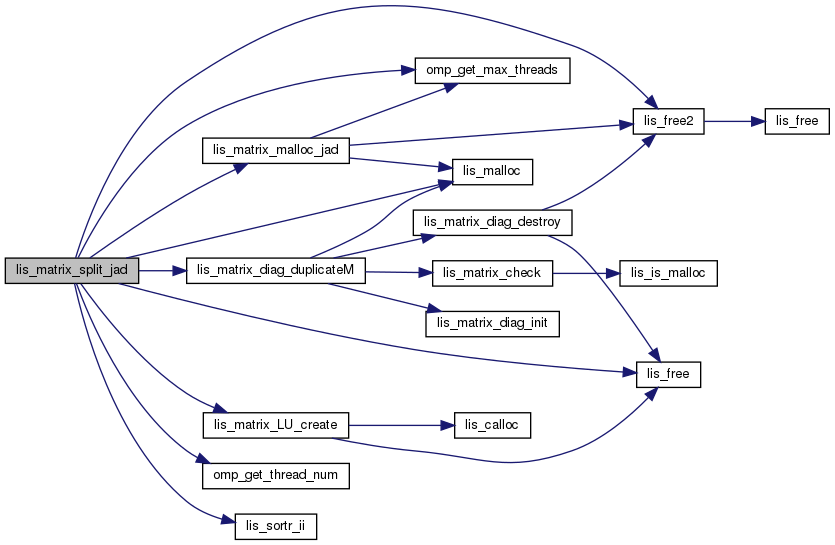 omp_get_max_threads
lis_free2
lis_free
lis_matrix_malloc_jad
lis_malloc
lis_matrix_diag_destroy
lis_matrix_split_jad
lis_matrix_diag_duplicateM
lis_matrix_check
lis_is_malloc
lis_matrix_diag_init
lis_free
lis_matrix_LU_create
lis_calloc
omp_get_thread_num
lis_sortr_ii